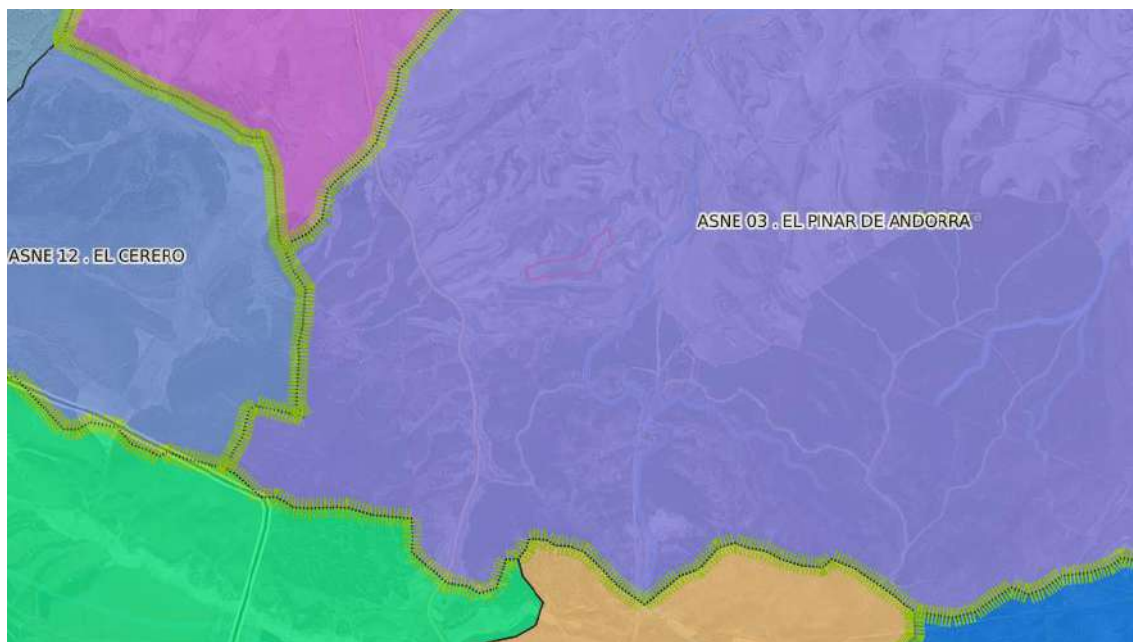 ASNE 03 . EL PINAR DE ANDORRA
ASNE 12 . EL CERERO